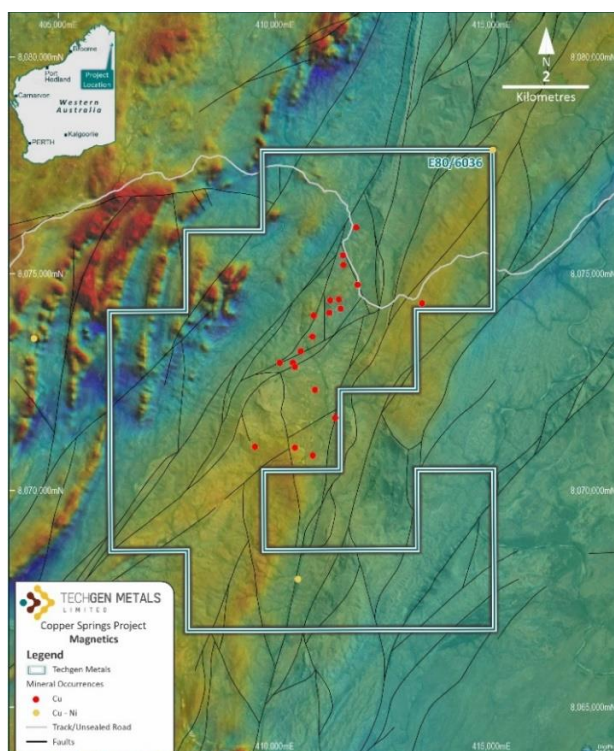 405,000mE
410,000mE
415,000mE
8,080,000mN
8,080,000mN
Broome
Port
Hedland
Project
Location
Carnarvon
Western
Australia
Kalgoorlie
PERTH
N
2
Kilometres
E80/6036
8,075,000mN
8,075,000mN
8,070,000mN
8,070,000mN
TECHGEN METALS
LIMITED
Copper Springs Project
Magnetics
Legend
Techgen Metals
Mineral Occurrences
Cu
Cu - Ni
Track/Unsealed Road
Faults
8,065,000mN
410,000mE
415,000mE